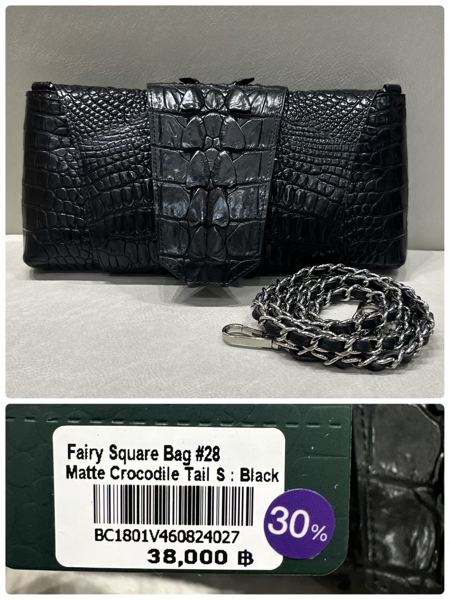 Fairy Square Bag #28
Matte Crocodile Tail S : Black
BC1801V460824027
38,000 ฿
30%